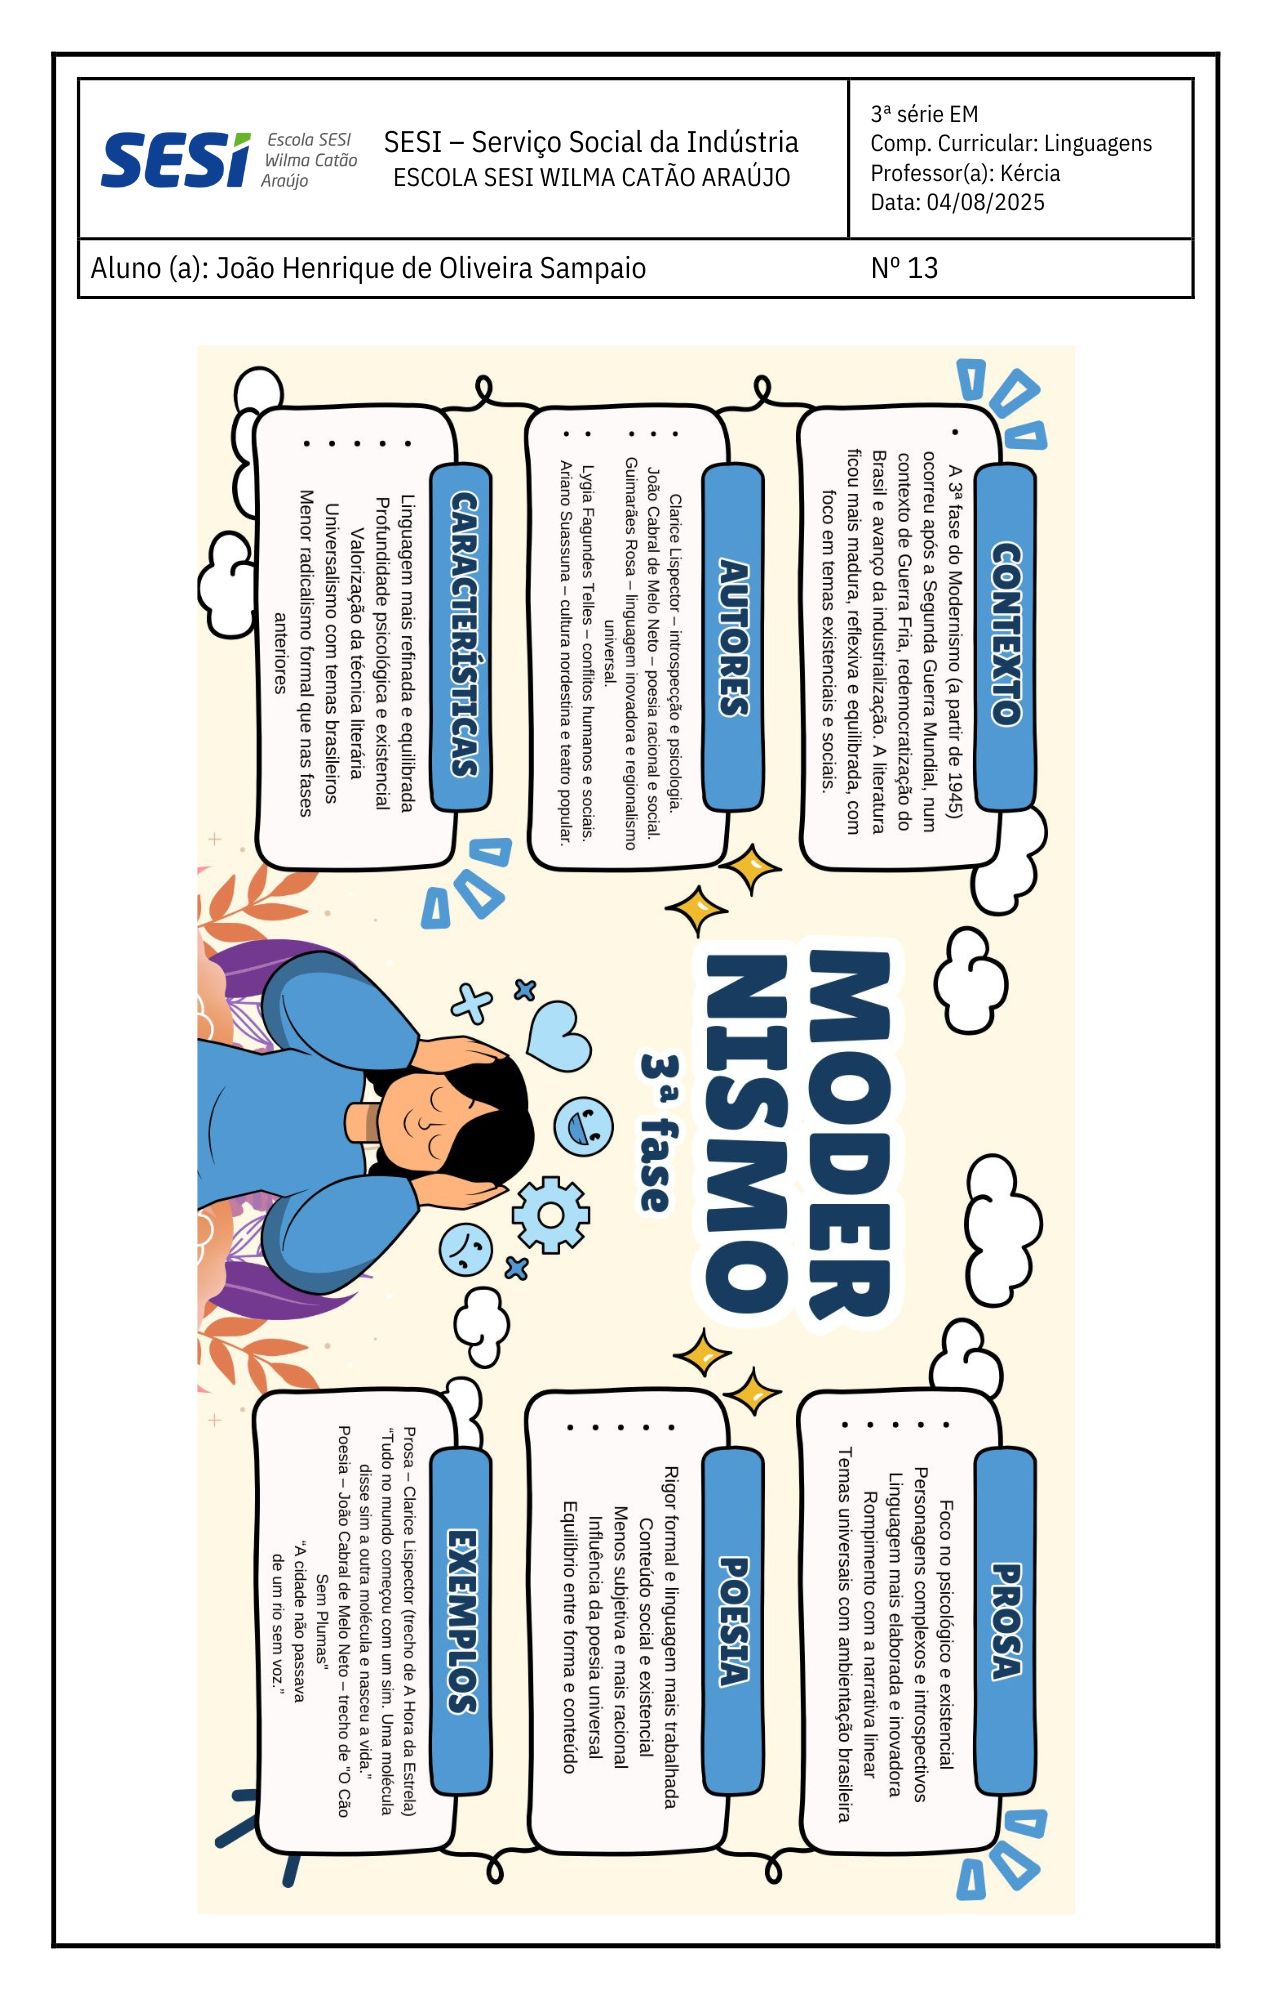 SESI
Escola SESI
Wilma Catão
Araújo
SESI – Serviço Social da Indústria
ESCOLA SESI WILMA CATÃO ARAÚJO
3ª série EM
Comp. Curricular: Linguagens
Professor(a): Kércia
Data: 04/08/2025
Aluno (a): João Henrique de Oliveira Sampaio
Nº 13
CONTEXTO
• A 3ª fase do Modernismo (a partir de 1945)
ocorreu após a Segunda Guerra Mundial, num
contexto de Guerra Fria, redemocratização do
Brasil e avanço da industrialização. A literatura
ficou mais madura, reflexiva e equilibrada, com
foco em temas existenciais e sociais.
AUTORES
• Clarice Lispector – introspecção e psicologia.
• João Cabral de Melo Neto – poesia racional e social.
• Guimarães Rosa – linguagem inovadora e regionalismo
universal.
• Lygia Fagundes Telles – conflitos humanos e sociais.
• Ariano Suassuna – cultura nordestina e teatro popular.
CARACTERÍSTICAS
• Linguagem mais refinada e equilibrada
• Profundidade psicológica e existencial
• Valorização da técnica literária
• Universalismo com temas brasileiros
• Menor radicalismo formal que nas fases
anteriores
MODER
NISMO
3ª fase
PROSA
• Foco no psicológico e existencial
• Personagens complexos e introspectivos
• Linguagem mais elaborada e inovadora
• Rompimento com a narrativa linear
• Temas universais com ambientação brasileira
POESIA
• Rigor formal e linguagem mais trabalhada
• Conteúdo social e existencial
• Menos subjetiva e mais racional
• Influência da poesia universal
• Equilíbrio entre forma e conteúdo
EXEMPLOS
Prosa – Clarice Lispector (trecho de A Hora da Estrela)
“Tudo no mundo começou com um sim. Uma molécula
disse sim a outra molécula e nasceu a vida.”
Poesia – João Cabral de Melo Neto – trecho de "O Cão
Sem Plumas"
“A cidade não passava
de um rio sem voz.”